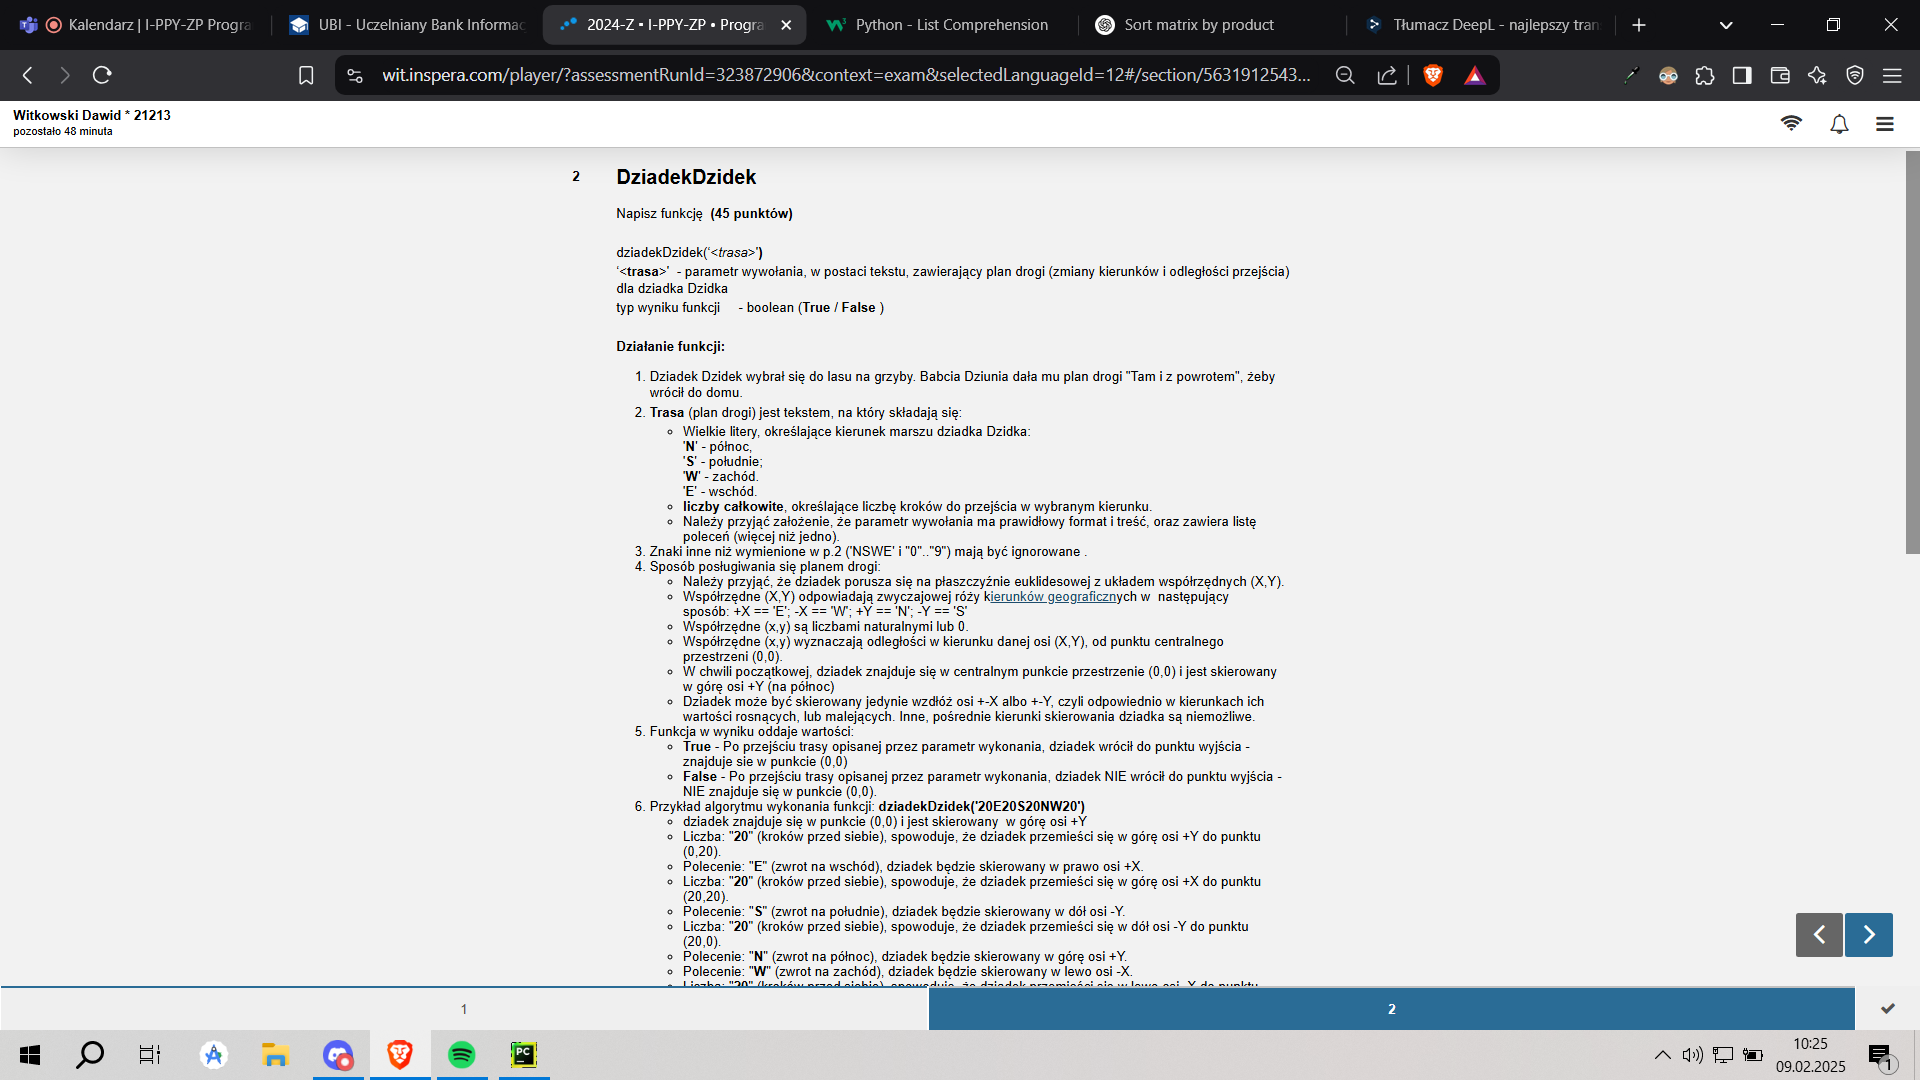 Kalendarz | I-PPY-ZP Progra
UBI - Uczelniany Bank Informac
2024-Z • I-PPY-ZP • Progra
Python - List Comprehension
Sort matrix by product
Tłumacz DeepL - najlepszy tran
wit.inspera.com/player/?assessmentRunId=323872906&context=exam&selectedLanguageId=12#/section/5631912543...
Witkowski Dawid * 21213
pozostało 48 minuta
2 DziadekDzidek
Napisz funkcję (45 punktów)
dziadekDzidek('<trasa>')
'<trasa>' - parametr wywołania, w postaci tekstu, zawierający plan drogi (zmiany kierunków i odległości przejścia)
dla dziadka Dzidka
typ wyniku funkcji - boolean (True / False )
Działanie funkcji:
1. Dziadek Dzidek wybrał się do lasu na grzyby. Babcia Dziunia dała mu plan drogi "Tam i z powrotem", żeby
wrócił do domu.
2. Trasa (plan drogi) jest tekstem, na który składają się:
Wielkie litery, określające kierunek marszu dziadka Dzidka:
'N' - północ,
'S' - południe;
'W' - zachód.
'E' - wschód.
liczby całkowite, określające liczbę kroków do przejścia w wybranym kierunku.
Należy przyjąć założenie, że parametr wywołania ma prawidłowy format i treść, oraz zawiera listę
poleceń (więcej niż jedno).
3. Znaki inne niż wymienione w p.2 ('NSWE' i "0".."9") mają być ignorowane .
4. Sposób posługiwania się planem drogi:
Należy przyjąć, że dziadek porusza się na płaszczyźnie euklidesowej z układem współrzędnych (X,Y).
Współrzędne (X,Y) odpowiadają zwyczajowej róży kierunków geograficznych w następujący
sposób: +X == 'E'; -X == 'W'; +Y == 'N'; -Y == 'S'
Współrzędne (x,y) są liczbami naturalnymi lub 0.
Współrzędne (x,y) wyznaczają odległości w kierunku danej osi (X,Y), od punktu centralnego
przestrzeni (0,0).
W chwili początkowej, dziadek znajduje się w centralnym punkcie przestrzenie (0,0) i jest skierowany
w górę osi +Y (na północ)
Dziadek może być skierowany jedynie wzdłóż osi +-X albo +-Y, czyli odpowiednio w kierunkach ich
wartości rosnących, lub malejących. Inne, pośrednie kierunki skierowania dziadka są niemożliwe.
5. Funkcja w wyniku oddaje wartości:
True - Po przejściu trasy opisanej przez parametr wykonania, dziadek wrócił do punktu wyjścia -
znajduje sie w punkcie (0,0)
False - Po przejściu trasy opisanej przez parametr wykonania, dziadek NIE wrócił do punktu wyjścia -
NIE znajduje się w punkcie (0,0).
6. Przykład algorytmu wykonania funkcji: dziadekDzidek('20E20S20NW20')
dziadek znajduje się w punkcie (0,0) i jest skierowany w górę osi +Y
Liczba: "20" (kroków przed siebie), spowoduje, że dziadek przemieści się w górę osi +Y do punktu
(0,20).
Polecenie: "E" (zwrot na wschód), dziadek będzie skierowany w prawo osi +X.
Liczba: "20" (kroków przed siebie), spowoduje, że dziadek przemieści się w górę osi +X do punktu
(20,20).
Polecenie: "S" (zwrot na południe), dziadek będzie skierowany w dół osi -Y.
Liczba: "20" (kroków przed siebie), spowoduje, że dziadek przemieści się w dół osi -Y do punktu
(20,0).
Polecenie: "N" (zwrot na północ), dziadek będzie skierowany w górę osi +Y.
Polecenie: "W" (zwrot na zachód), dziadek będzie skierowany w lewo osi -X.
Liczba: "20" (kroków przed siebie), spowoduje, że dziadek przemieści się w lewo osi -X do punktu
1
2
10:25
09.02.2025
1